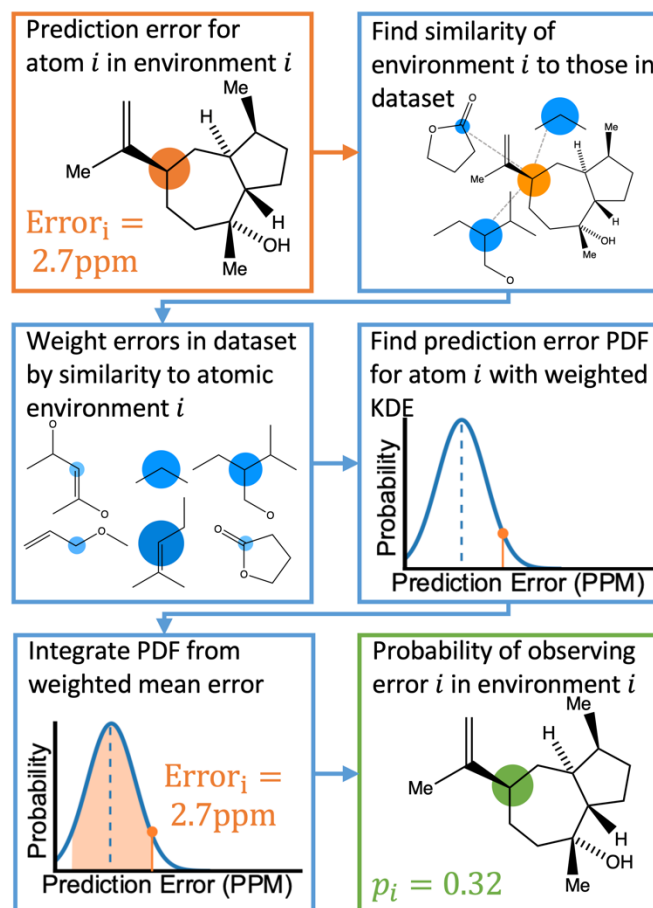 Prediction error for
atom i in environment i
Me
H
Me
H
OH
Me
Error_i =
2.7ppm
Find similarity of
environment i to those in
dataset
O
O
Me
H
Me
H
OH
Me
O
Weight errors in dataset
by similarity to atomic
environment i
O
O
O
O
O
O
Find prediction error PDF
for atom i with weighted
KDE
Probability
Prediction Error (PPM)
Integrate PDF from
weighted mean error
Error_i =
2.7ppm
Probability
Prediction Error (PPM)
Probability of observing
error i in environment i
Me
H
Me
H
OH
Me
p_i = 0.32